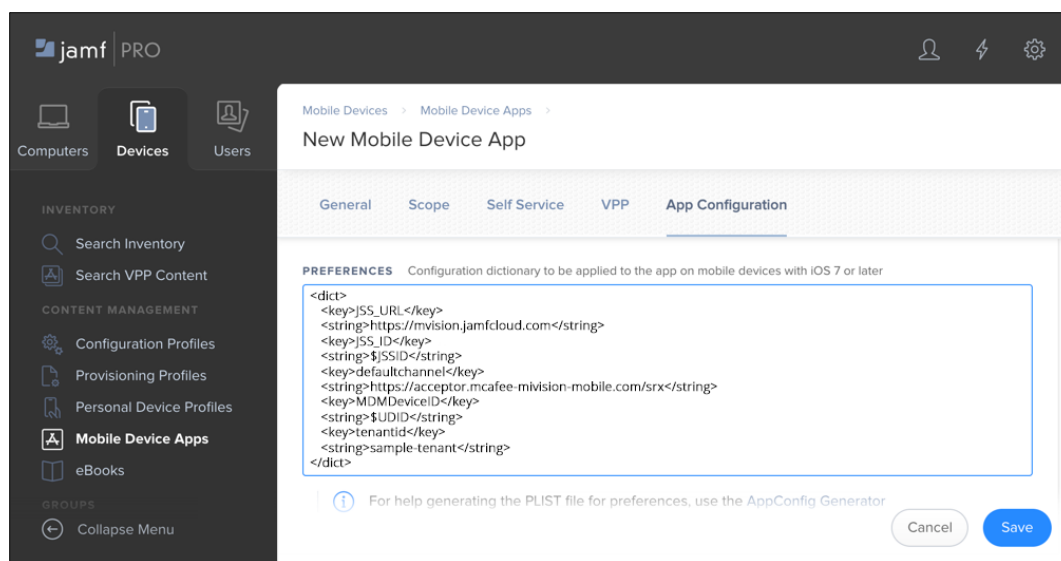 jamf PRO
Computers
Devices
Users
INVENTORY
Search Inventory
Search VPP Content
CONTENT MANAGEMENT
Configuration Profiles
Provisioning Profiles
Personal Device Profiles
Mobile Device Apps
eBooks
GROUPS
Collapse Menu
Mobile Devices > Mobile Device Apps >
New Mobile Device App
General Scope Self Service VPP App Configuration
PREFERENCES Configuration dictionary to be applied to the app on mobile devices with iOS 7 or later
<dict>
<key>JSS_URL</key>
<string>https://mvision.jamfcloud.com</string>
<key>JSS_ID</key>
<string>$JSSID</string>
<key>defaultchannel</key>
<string>https://acceptor.mcafee-mivision-mobile.com/srx</string>
<key>MDMDeviceID</key>
<string>$UDID</string>
<key>tenantid</key>
<string>sample-tenant</string>
</dict>
For help generating the PLIST file for preferences, use the AppConfig Generator
Cancel
Save